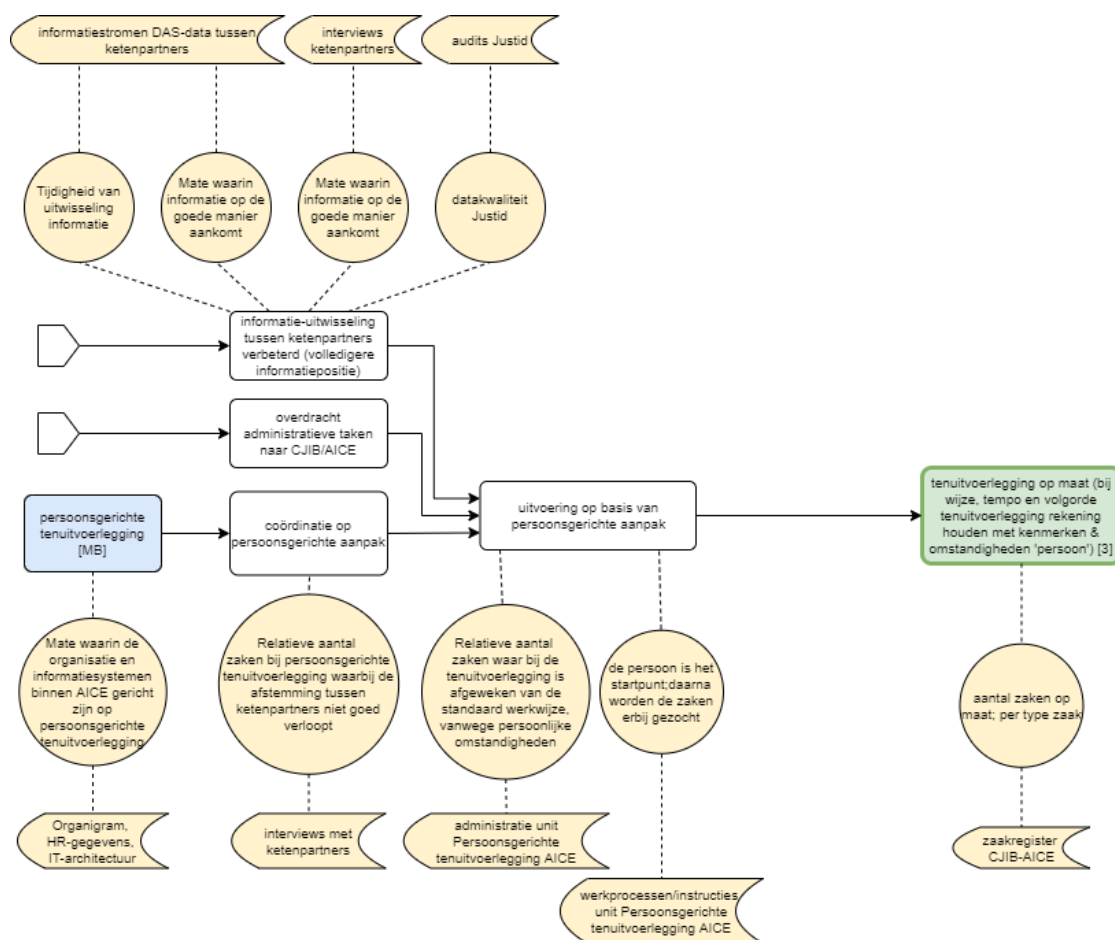 informatiestromen DAS-data tussen
ketenpartners
interviews
ketenpartners
audits Justid
Tijdigheid van
uitwisseling
informatie
Mate waarin
informatie op de
goede manier
aankomt
Mate waarin
informatie op de
goede manier
aankomt
datakwaliteit
Justid
informatie-uitwisseling
tussen ketenpartners
verbeterd (volledigere
informatiepositie)
overdracht
administratieve taken
naar CJIB/AICE
persoonsgerichte
tenuitvoerlegging
[MB]
coördinatie op
persoonsgerichte aanpak
uitvoering op basis van
persoonsgerichte aanpak
tenuitvoerlegging op maat (bij
wijze, tempo en volgorde
tenuitvoerlegging rekening
houden met kenmerken &
omstandigheden 'persoon') [3]
Mate waarin de
organisatie en
informatiesystemen
binnen AICE gericht
zijn op
persoonsgerichte
tenuitvoerlegging
Relatieve aantal
zaken bij persoonsgerichte
tenuitvoerlegging waarbij de
afstemming tussen
ketenpartners niet goed
verloopt
Relatieve aantal
zaken waar bij de
tenuitvoerlegging is
afgeweken van de
standaard werkwijze,
vanwege persoonlijke
omstandigheden
de persoon is het
startpunt;daarna
worden de zaken
erbij gezocht
aantal zaken op
maat; per type zaak
Organigram,
HR-gegevens,
IT-architectuur
interviews met
ketenpartners
administratie unit
Persoonsgerichte
tenuitvoerlegging AICE
werkprocessen/instructies
unit Persoonsgerichte
tenuitvoerlegging AICE
zaakregister
CJIB-AICE